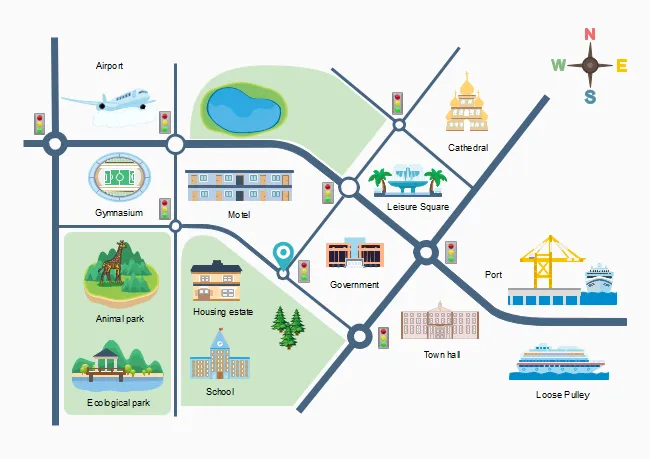 N
Airport
W
E
S
Cathedral
Gymnasium
Motel
Leisure Square
Port
Government
Housing estate
Animal park
Town hall
School
Loose Pulley
Ecological park